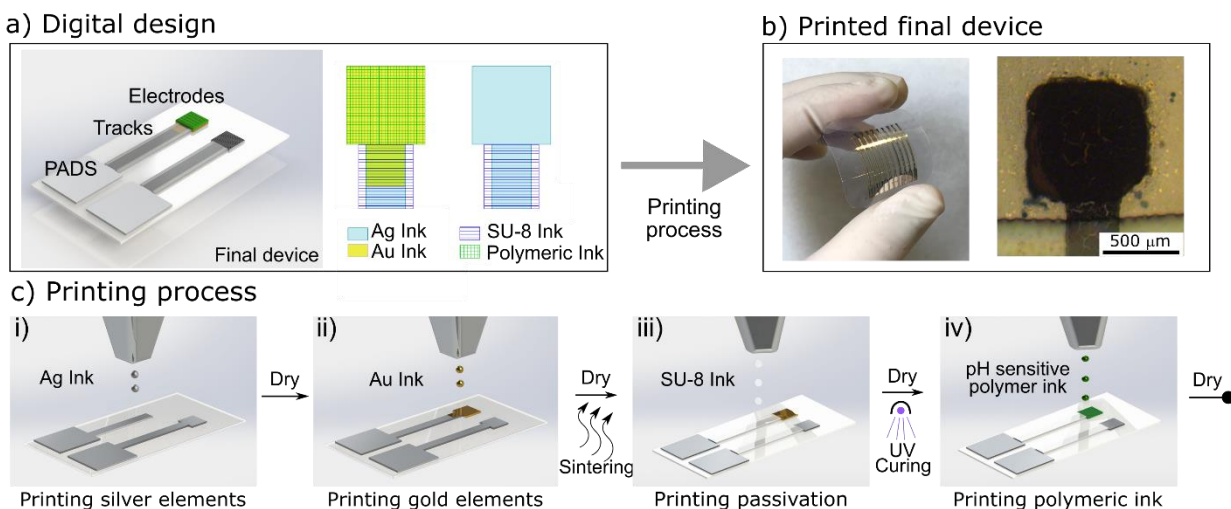 a) Digital design
Electrodes
Tracks
PADS
Final device
Ag Ink
SU-8 Ink
Au Ink
Polymeric Ink
Printing
process
b) Printed final device
500 μm
c) Printing process
i)
Ag Ink
Printing silver elements
Dry
ii)
Au Ink
Printing gold elements
Dry
Sintering
iii)
SU-8 Ink
Printing passivation
Dry
UV
Curing
iv)
pH sensitive
polymer ink
Printing polymeric ink
Dry